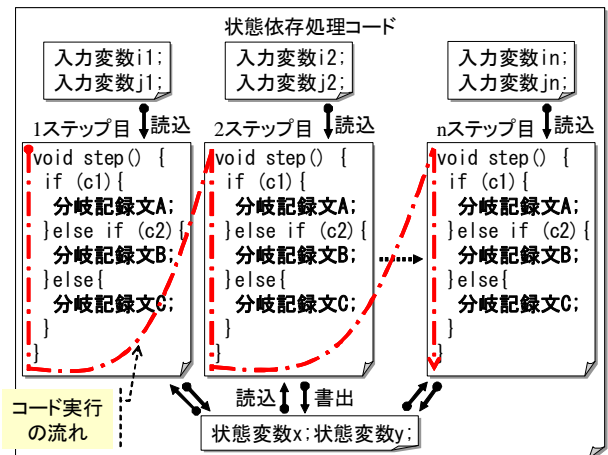 状態依存処理コード
入力変数i1;
入力変数j1;
入力変数i2;
入力変数j2;
入力変数in;
入力変数jn;
1ステップ目
読込
2ステップ目
読込
nステップ目
読込
void step() {
if (c1){
分岐記録文A;
}else if (c2){
分岐記録文B;
}else{
分岐記録文C;
}
}
void step() {
if (c1){
分岐記録文A;
}else if (c2){
分岐記録文B;
}else{
分岐記録文C;
}
}
void step() {
if (c1){
分岐記録文A;
}else if (c2){
分岐記録文B;
}else{
分岐記録文C;
}
}
コード実行
の流れ
読込
書出
状態変数x;状態変数y;